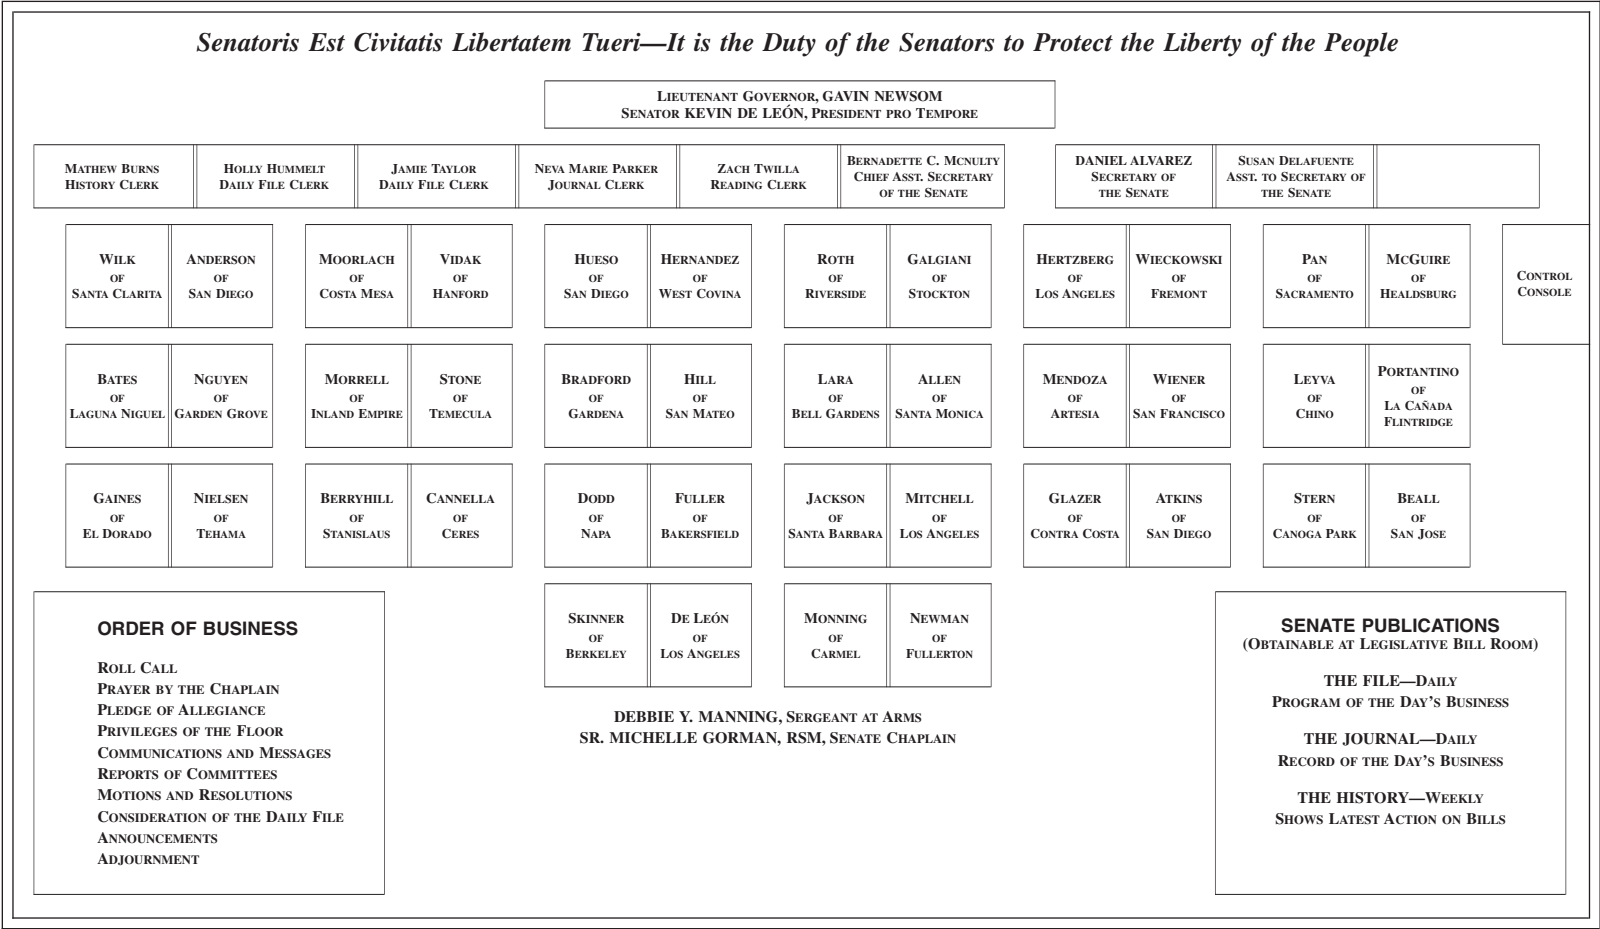 Senatoris Est Civitatis Libertatem Tueri—It is the Duty of the Senators to Protect the Liberty of the People
Lieutenant Governor, GAVIN NEWSOM
Senator KEVIN DE LEÓN, President pro Tempore
Mathew Burns
History Clerk
Holly Hummelt
Daily File Clerk
Jamie Taylor
Daily File Clerk
Neva Marie Parker
Journal Clerk
Zach Twilla
Reading Clerk
Bernadette C. Mcnulty
Chief Asst. Secretary
of the Senate
DANIEL ALVAREZ
Secretary of
the Senate
Susan Delafuente
Asst. to Secretary of
the Senate
Wilk
of
Santa Clarita
Anderson
of
San Diego
Moorlach
of
Costa Mesa
Vidak
of
Hanford
Hueso
of
San Diego
Hernandez
of
West Covina
Roth
of
Riverside
Galgiani
of
Stockton
Hertzberg
of
Los Angeles
Wieckowski
of
Fremont
Pan
of
Sacramento
McGuire
of
Healdsburg
Control
Console
Bates
of
Laguna Niguel
Nguyen
of
Garden Grove
Morrell
of
Inland Empire
Stone
of
Temecula
Bradford
of
Gardena
Hill
of
San Mateo
Lara
of
Bell Gardens
Allen
of
Santa Monica
Mendoza
of
Artesia
Wiener
of
San Francisco
Leyva
of
Chino
Portantino
of
La Cañada
Flintridge
Gaines
of
El Dorado
Nielsen
of
Tehama
Berryhill
of
Stanislaus
Cannella
of
Ceres
Dodd
of
Napa
Fuller
of
Bakersfield
Jackson
of
Santa Barbara
Mitchell
of
Los Angeles
Glazer
of
Contra Costa
Atkins
of
San Diego
Stern
of
Canoga Park
Beall
of
San Jose
Skinner
of
Berkeley
De León
of
Los Angeles
Monning
of
Carmel
Newman
of
Fullerton
DEBBIE Y. MANNING, Sergeant at Arms
SR. MICHELLE GORMAN, RSM, Senate Chaplain
ORDER OF BUSINESS
Roll Call
Prayer by the Chaplain
Pledge of Allegiance
Privileges of the Floor
Communications and Messages
Reports of Committees
Motions and Resolutions
Consideration of the Daily File
Announcements
Adjournment
SENATE PUBLICATIONS
(Obtainable at Legislative Bill Room)
THE FILE—Daily
Program of the Day's Business
THE JOURNAL—Daily
Record of the Day's Business
THE HISTORY—Weekly
Shows Latest Action on Bills